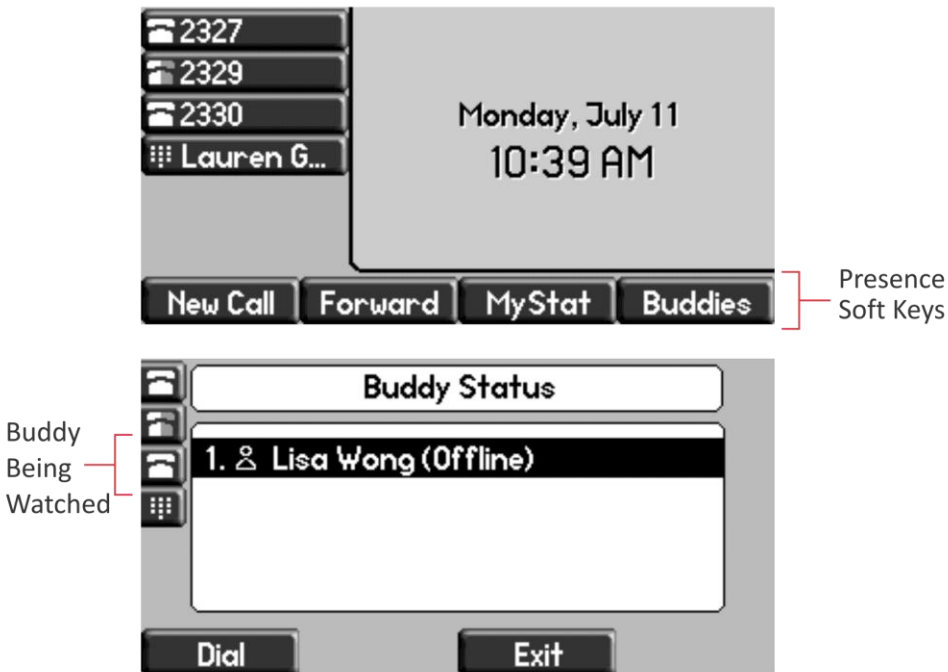 2327
2329
2330
Lauren G...
Monday, July 11
10:39 AM
New Call Forward MyStat Buddies
Presence
Soft Keys
Buddy Status
Buddy
Being
Watched
1. Lisa Wong (Offline)
Dial Exit